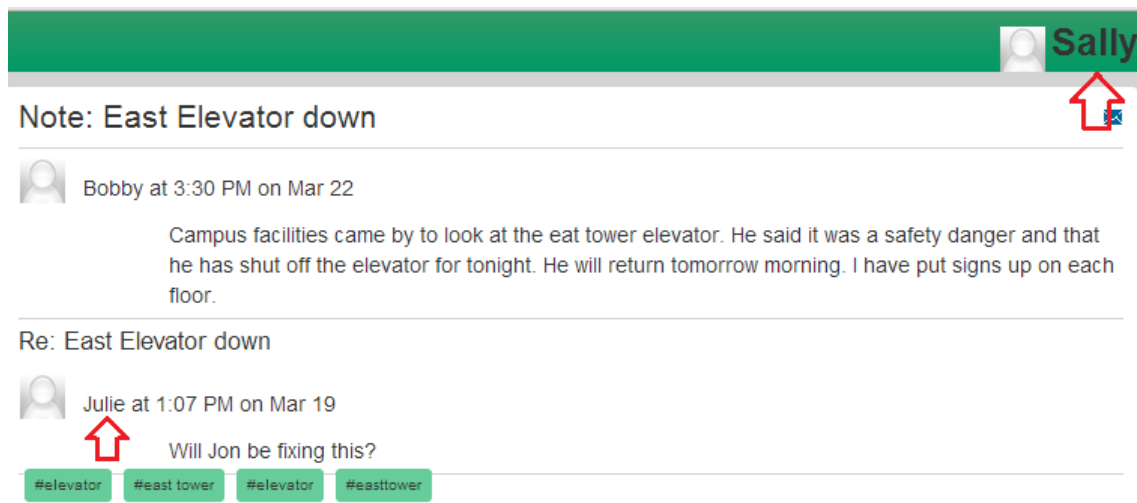 Sally
Note: East Elevator down
Bobby at 3:30 PM on Mar 22
Campus facilities came by to look at the eat tower elevator. He said it was a safety danger and that
he has shut off the elevator for tonight. He will return tomorrow morning. I have put signs up on each
floor.
Re: East Elevator down
Julie at 1:07 PM on Mar 19
Will Jon be fixing this?
#elevator #east tower #elevator #easttower